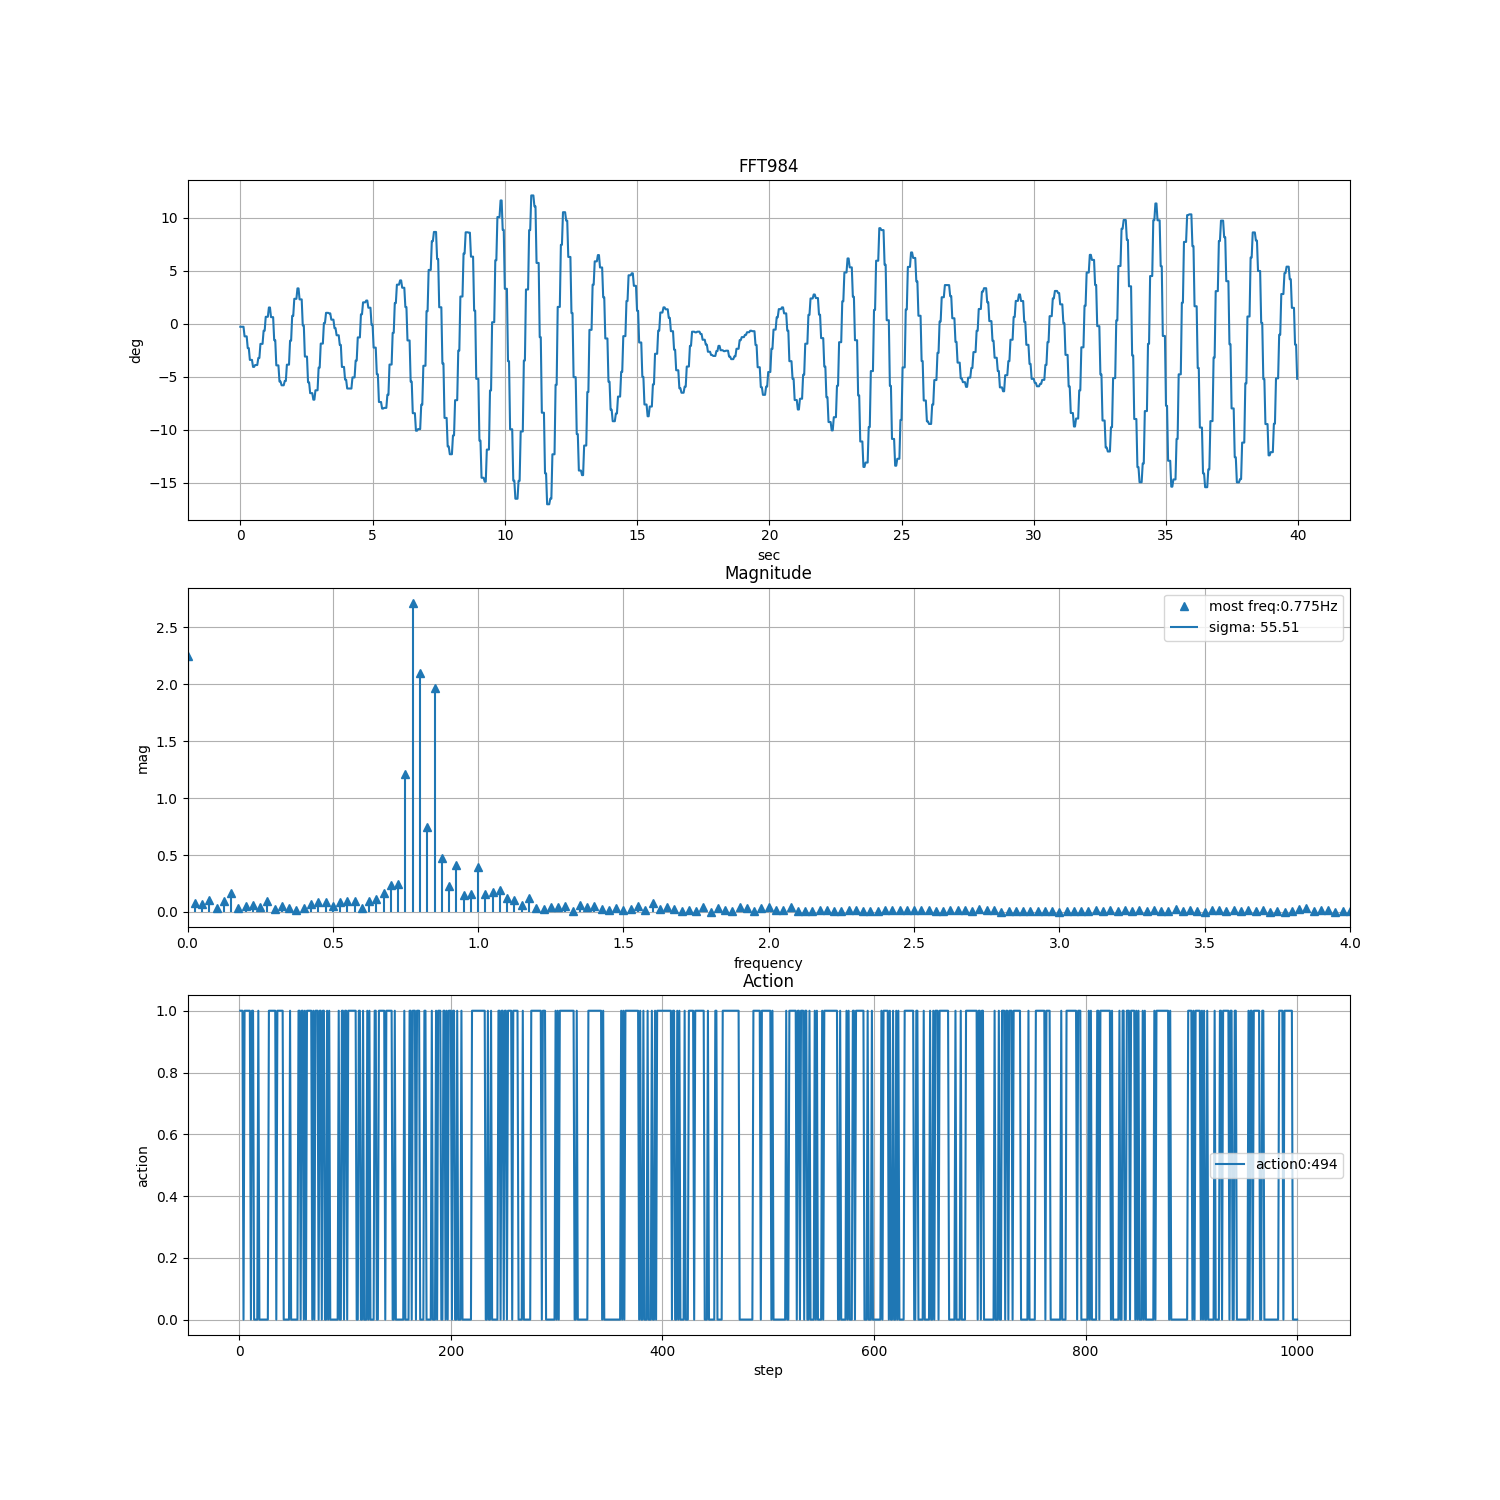 FFT984
10
5
0
−5
−10
−15
deg
0 5 10 15 20 25 30 35 40
sec
Magnitude
most freq:0.775Hz
sigma: 55.51
2.5
2.0
1.5
1.0
0.5
0.0
mag
0.0 0.5 1.0 1.5 2.0 2.5 3.0 3.5 4.0
frequency
Action
1.0
0.8
0.6
0.4
0.2
0.0
action
action0:494
0 200 400 600 800 1000
step